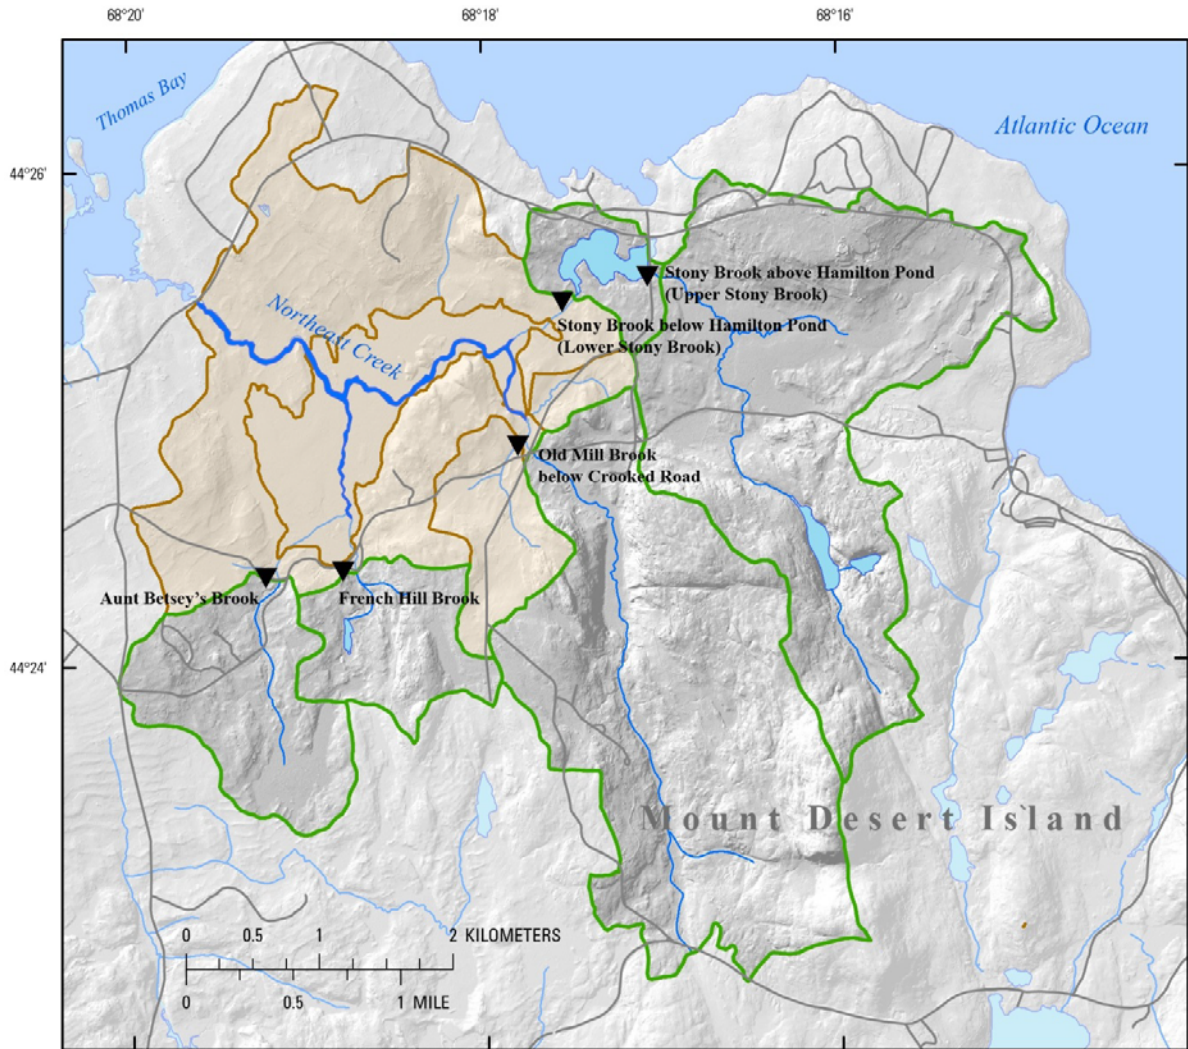 68°20'
68°18'
68°16'
Thomas Bay
Atlantic Ocean
44°26'
Stony Brook above Hamilton Pond
(Upper Stony Brook)
Northeast Creek
Stony Brook below Hamilton Pond
(Lower Stony Brook)
Old Mill Brook
below Crooked Road
Aunt Betsey's Brook
French Hill Brook
44°24'
Mount Desert Island
0 0.5 1 2 KILOMETERS
0 0.5 1 MILE